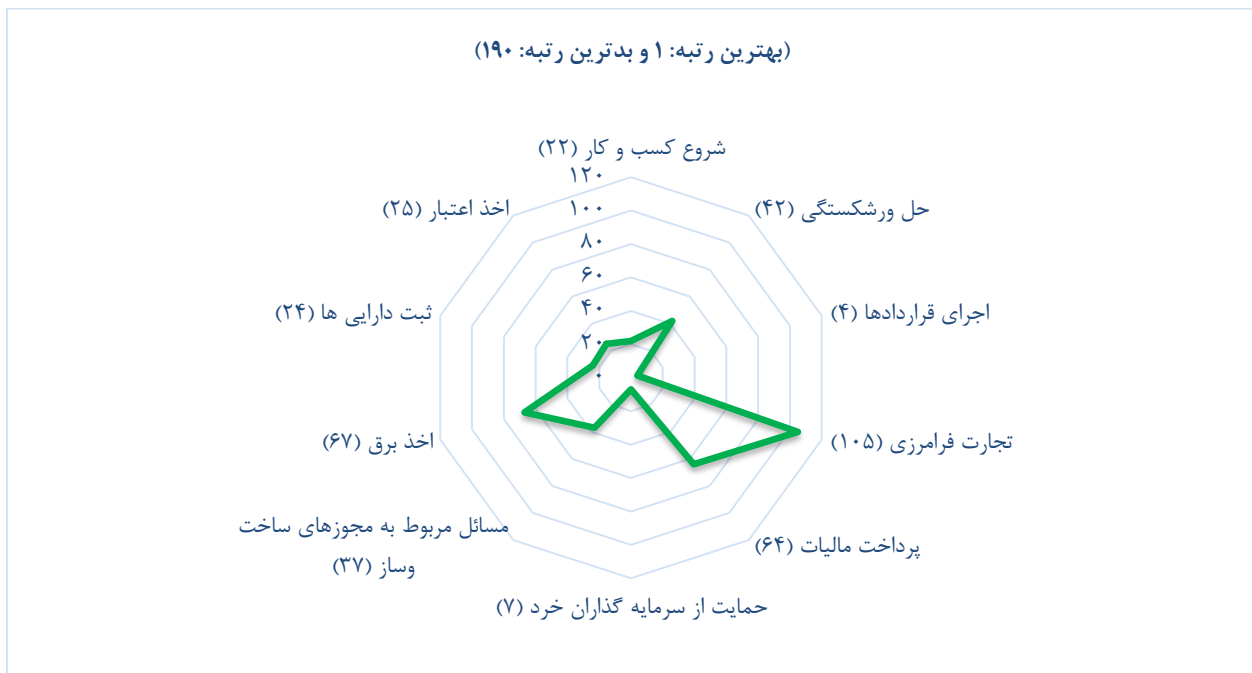 (بهترین رتبه: ۱ و بدترین رتبه: ۱۹۰)
شروع کسب و کار (۲۲)
حل ورشکستگی (۴۲)
اجرای قراردادها (۴)
تجارت فرامرزی (۱۰۵)
پرداخت مالیات (۶۴)
حمایت از سرمایه گذاران خرد (۷)
مسائل مربوط به مجوزهای ساخت
وساز (۳۷)
اخذ برق (۶۷)
ثبت دارایی ها (۲۴)
اخذ اعتبار (۲۵)
۱۲۰
۱۰۰
۸۰
۶۰
۴۰
۲۰
۰